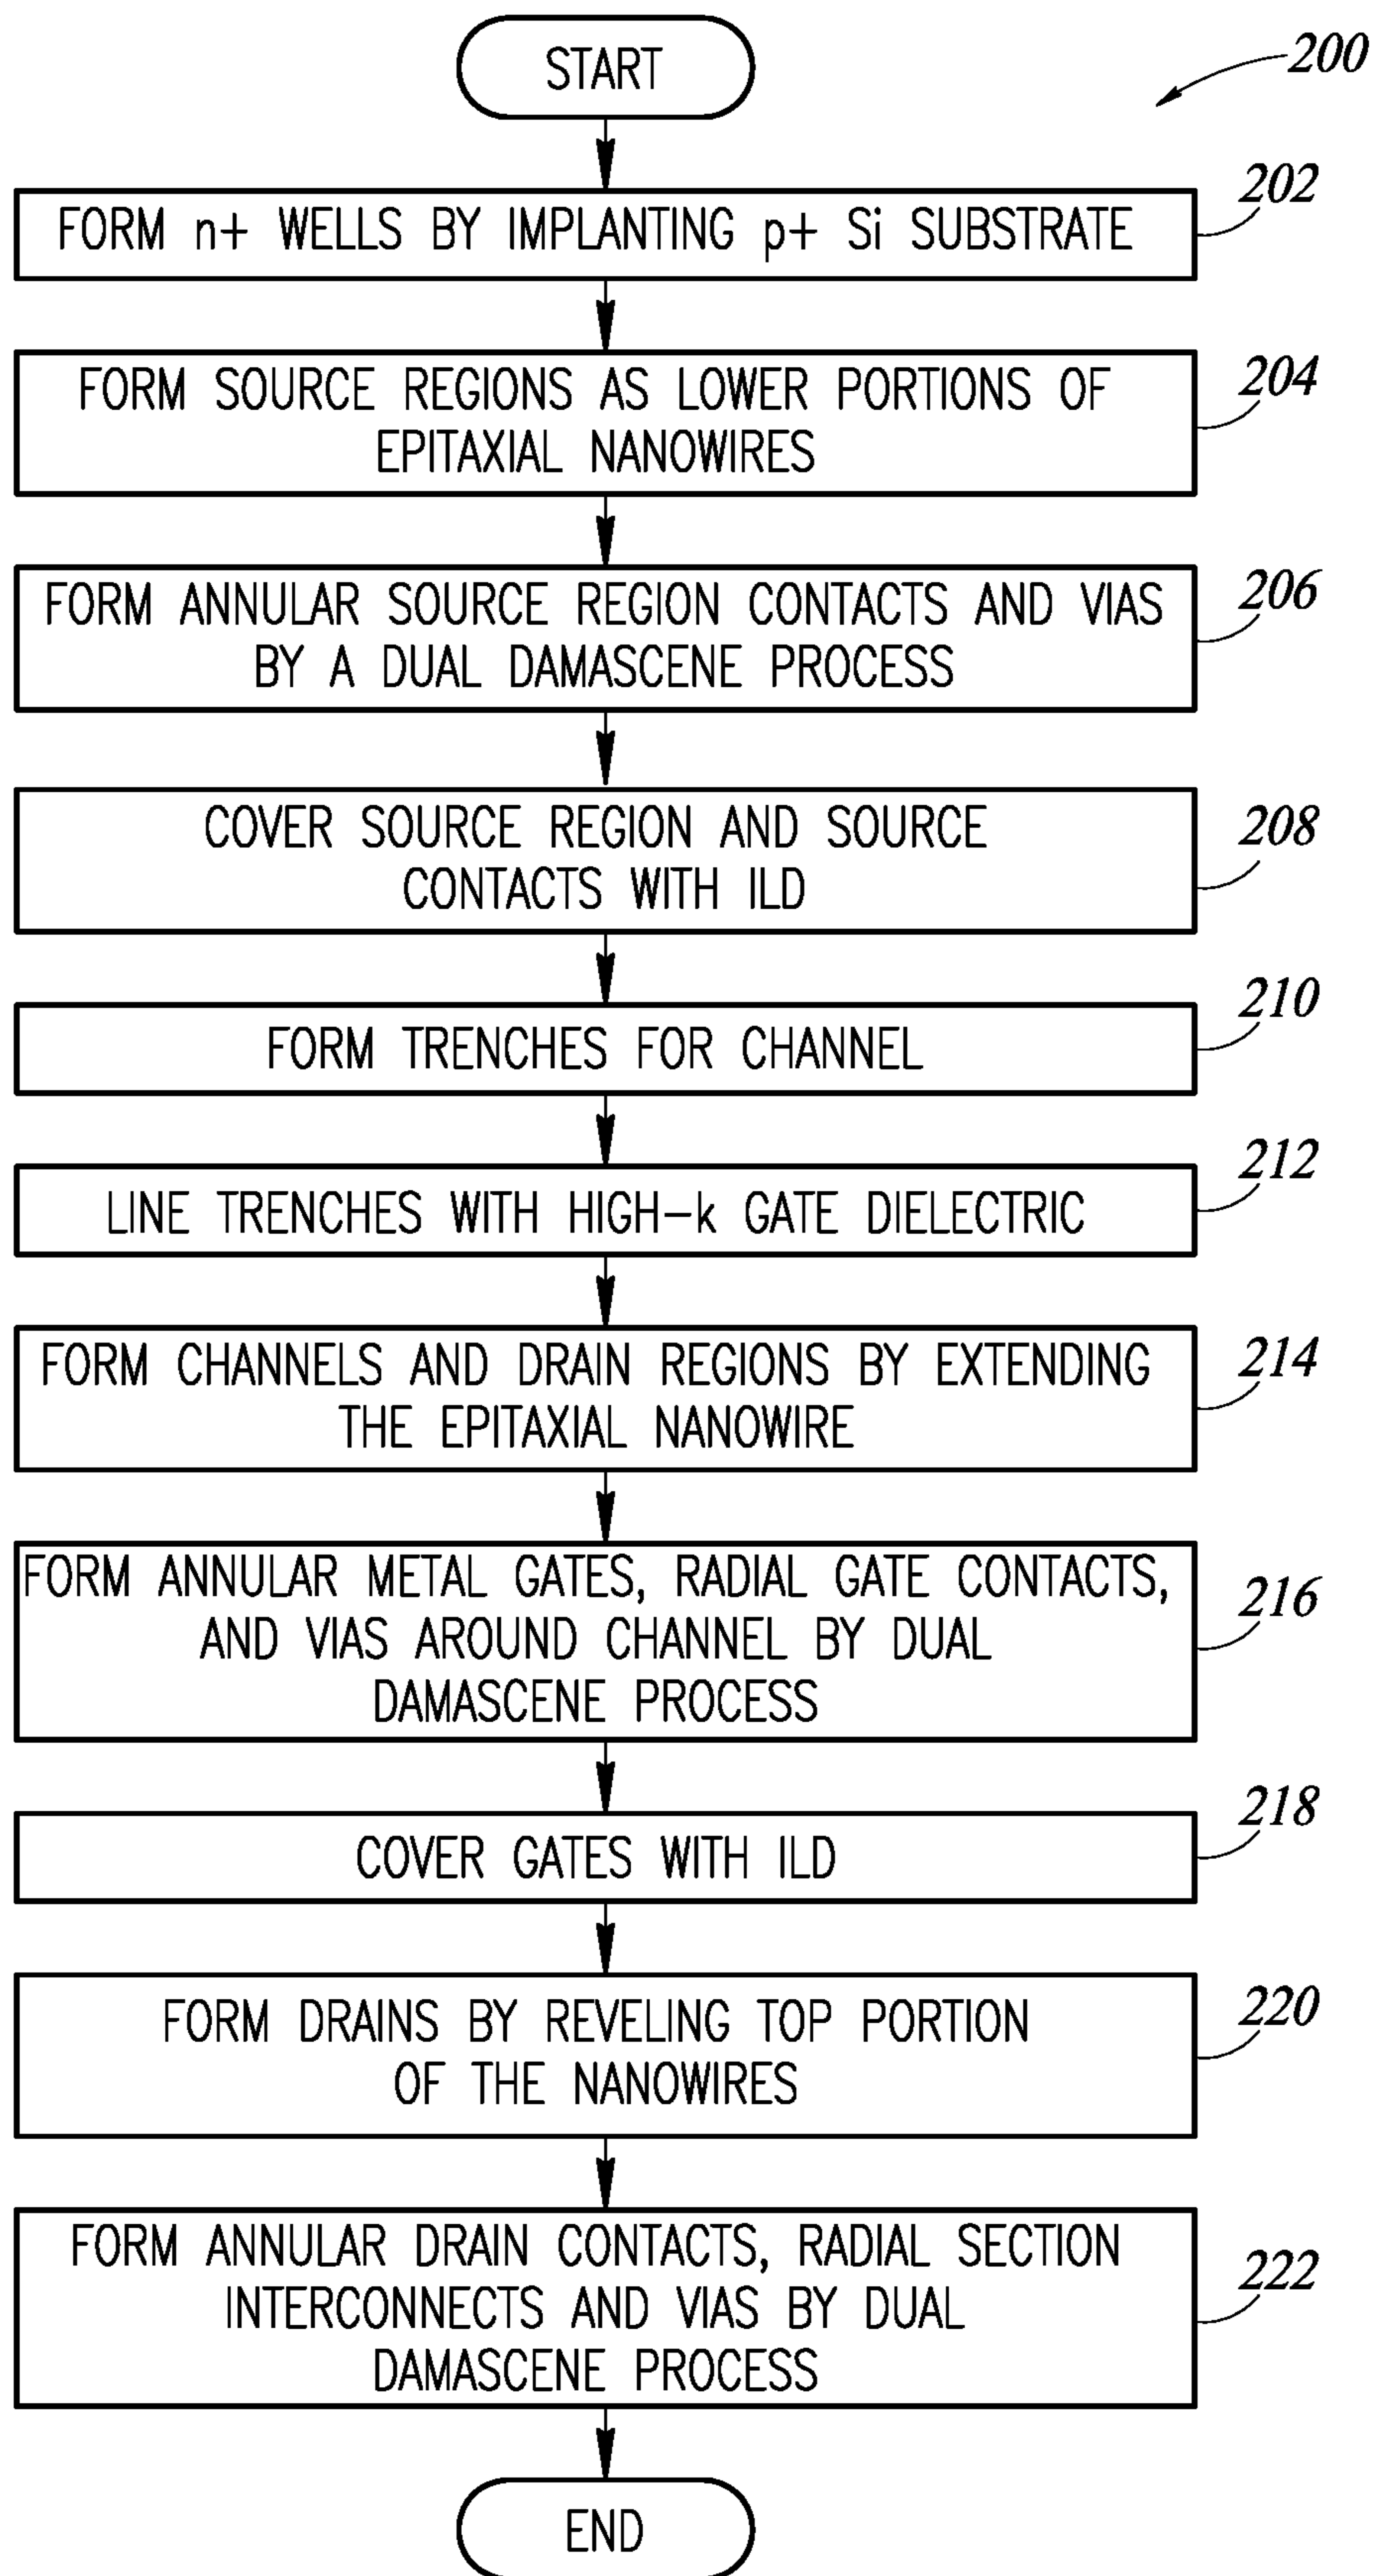 START
200
202
FORM n+ WELLS BY IMPLANTING p+ Si SUBSTRATE
204
FORM SOURCE REGIONS AS LOWER PORTIONS OF
EPITAXIAL NANOWIRES
206
FORM ANNULAR SOURCE REGION CONTACTS AND VIAS
BY A DUAL DAMASCENE PROCESS
208
COVER SOURCE REGION AND SOURCE
CONTACTS WITH ILD
210
FORM TRENCHES FOR CHANNEL
212
LINE TRENCHES WITH HIGH-k GATE DIELECTRIC
214
FORM CHANNELS AND DRAIN REGIONS BY EXTENDING
THE EPITAXIAL NANOWIRE
216
FORM ANNULAR METAL GATES, RADIAL GATE CONTACTS,
AND VIAS AROUND CHANNEL BY DUAL
DAMASCENE PROCESS
218
COVER GATES WITH ILD
220
FORM DRAINS BY REVELING TOP PORTION
OF THE NANOWIRES
222
FORM ANNULAR DRAIN CONTACTS, RADIAL SECTION
INTERCONNECTS AND VIAS BY DUAL
DAMASCENE PROCESS
END